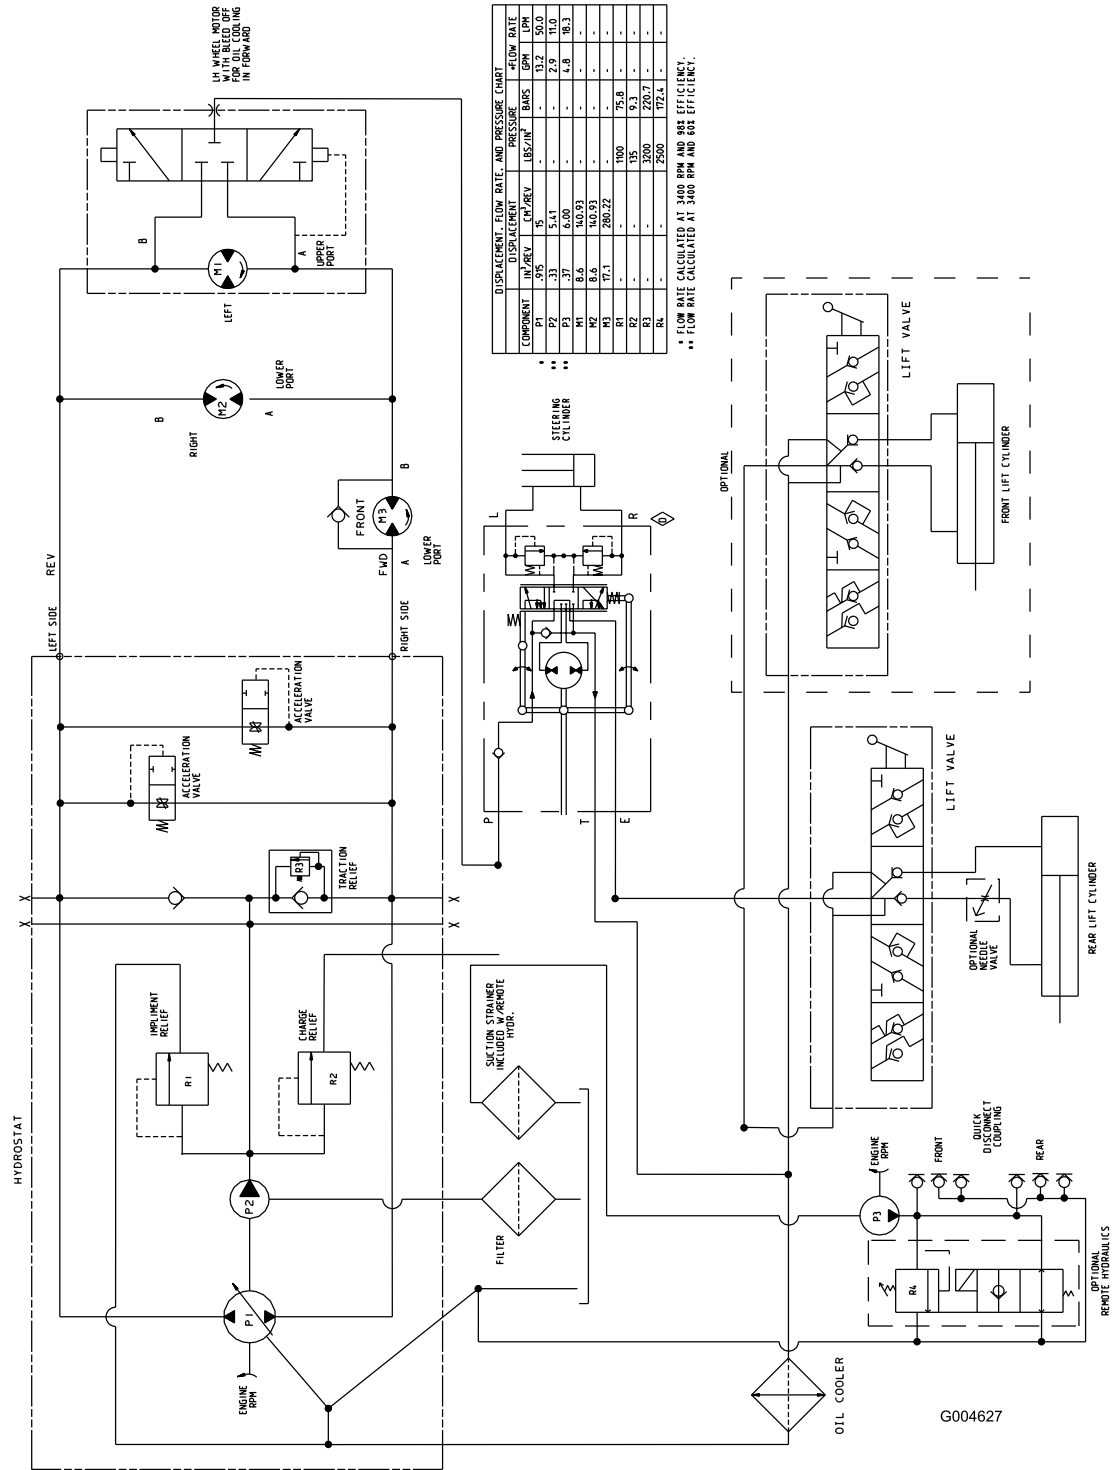 LH WHEEL MOTOR
WITH BLEED OFF
FOR OIL COOLING
IN FORWARD
B
A
UPPER
PORT
M1
LEFT
LOWER
PORT
B
A
M2
RIGHT
B
FRONT
M3
A
LOWER
PORT
REV
FWD
LEFT SIDE
RIGHT SIDE
ACCELERATION
VALVE
ACCELERATION
VALVE
R3
TRACTION
RELIEF
X
X
X
X
IMPLIMENT
RELIEF
R1
CHARGE
RELIEF
R2
HYDROSTAT
P2
P1
ENGINE
RPM
SUCTION STRAINER
INCLUDED W/REMOTE
HYDR.
FILTER
DISPLACEMENT, FLOW RATE, AND PRESSURE CHART
COMPONENT DISPLACEMENT PRESSURE *FLOW RATE
IN³/REV CM³/REV LBS/IN² BARS GPM LPM
* P1 .915 15 - - 13.2 50.0
** P2 .33 5.41 - - 2.9 11.0
** P3 .37 6.00 - - 4.8 18.3
M1 8.6 140.93 - - - -
M2 8.6 140.93 - - - -
M3 17.1 280.22 - - - -
R1 - - 1100 75.8 - -
R2 - - 135 9.3 - -
R3 - - 3200 220.7 - -
R4 - - 2500 172.4 - -
* FLOW RATE CALCULATED AT 3400 RPM AND 98% EFFICIENCY.
** FLOW RATE CALCULATED AT 3400 RPM AND 60% EFFICIENCY.
STEERING
CYLINDER
L
R
D
P
T
E
OPTIONAL
LIFT VALVE
FRONT LIFT CYLINDER
LIFT VALVE
OPTIONAL
NEEDLE
VALVE
REAR LIFT CYLINDER
ENGINE
RPM
P3
FRONT
QUICK
DISCONNECT
COUPLING
REAR
R4
OPTIONAL
REMOTE HYDRAULICS
OIL COOLER
G004627